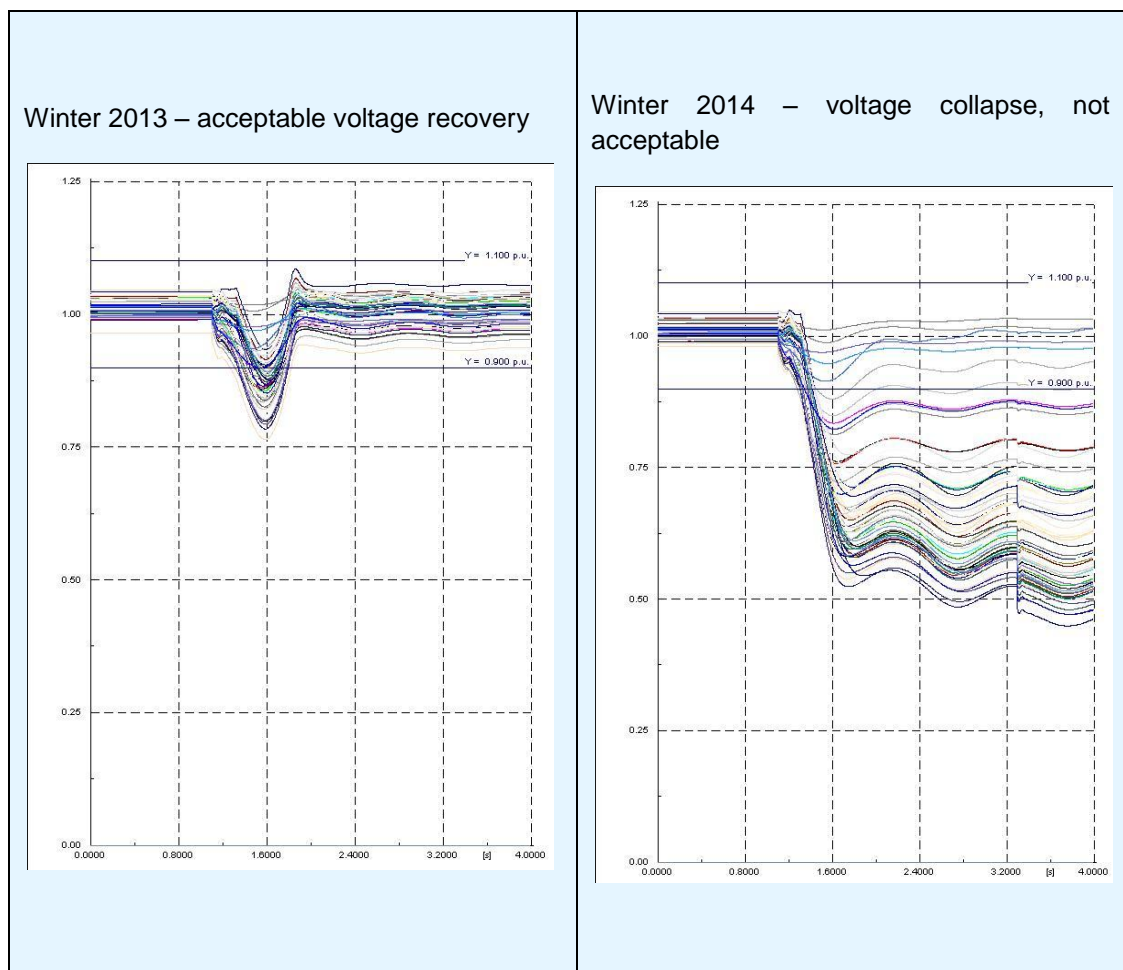 Winter 2013 – acceptable voltage recovery
1.25
Y = 1.100 p.u.
1.00
Y = 0.900 p.u.
0.75
0.50
0.25
0.00
0.0000 0.8000 1.6000 2.4000 3.2000 [s] 4.0000
Winter 2014 – voltage collapse, not
acceptable
1.25
Y = 1.100 p.u.
1.00
Y = 0.900 p.u.
0.75
0.50
0.25
0.00
0.0000 0.8000 1.6000 2.4000 3.2000 [s] 4.0000